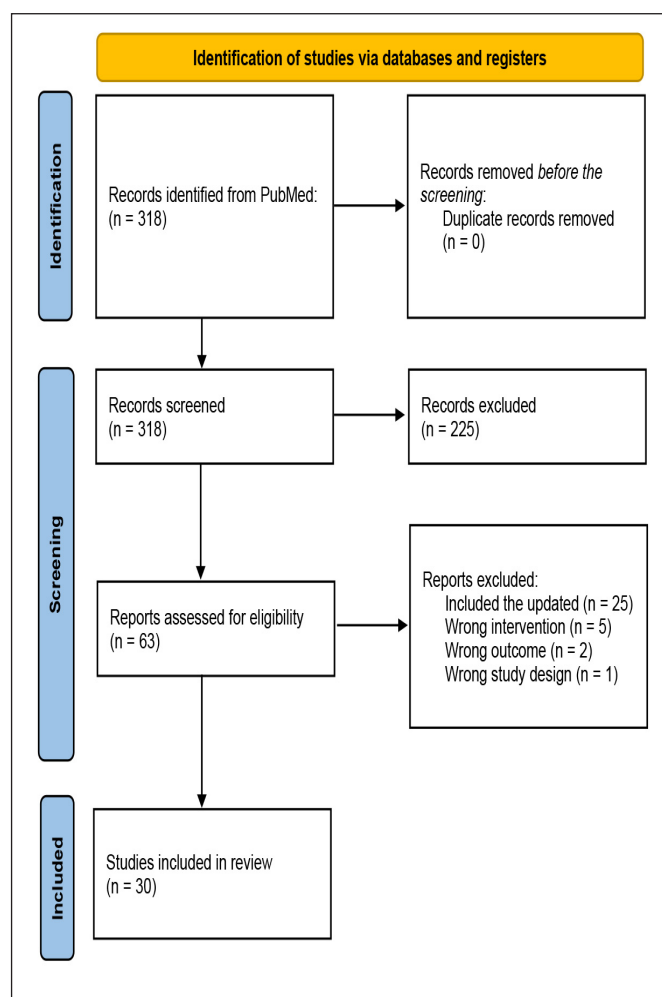 Identification of studies via databases and registers
Identification
Records identified from PubMed:
(n = 318)
Records removed before the
screening:
Duplicate records removed
(n = 0)
Screening
Records screened
(n = 318)
Records excluded
(n = 225)
Reports assessed for eligibility
(n = 63)
Reports excluded:
Included the updated (n = 25)
Wrong intervention (n = 5)
Wrong outcome (n = 2)
Wrong study design (n = 1)
Included
Studies included in review
(n = 30)